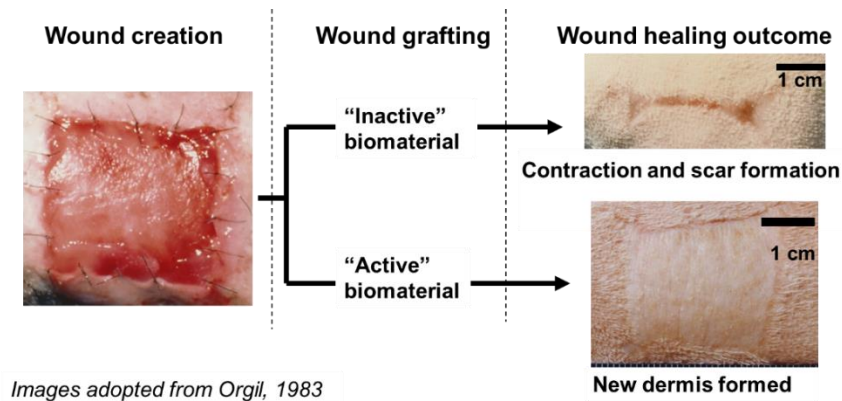 Wound creation
Wound grafting
Wound healing outcome
1 cm
“Inactive”
biomaterial
Contraction and scar formation
“Active”
biomaterial
1 cm
New dermis formed
Images adopted from Orgil, 1983